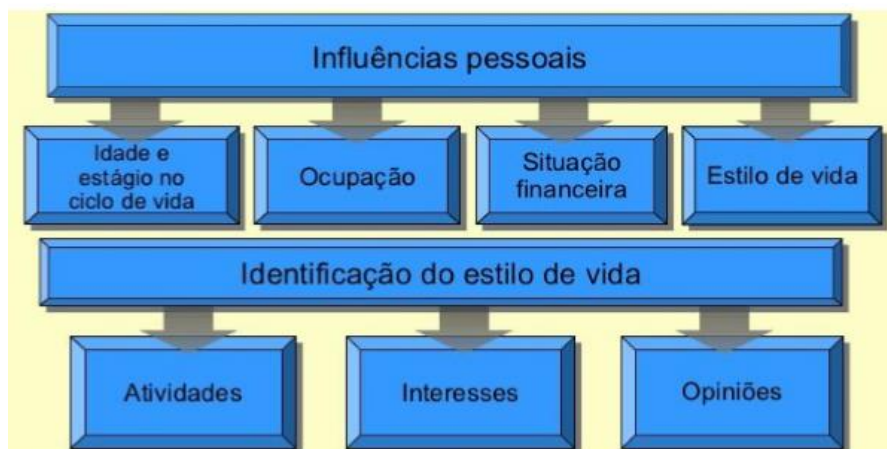 Influências pessoais
Idade e
estágio no
ciclo de vida
Ocupação
Situação
financeira
Estilo de vida
Identificação do estilo de vida
Atividades
Interesses
Opiniões